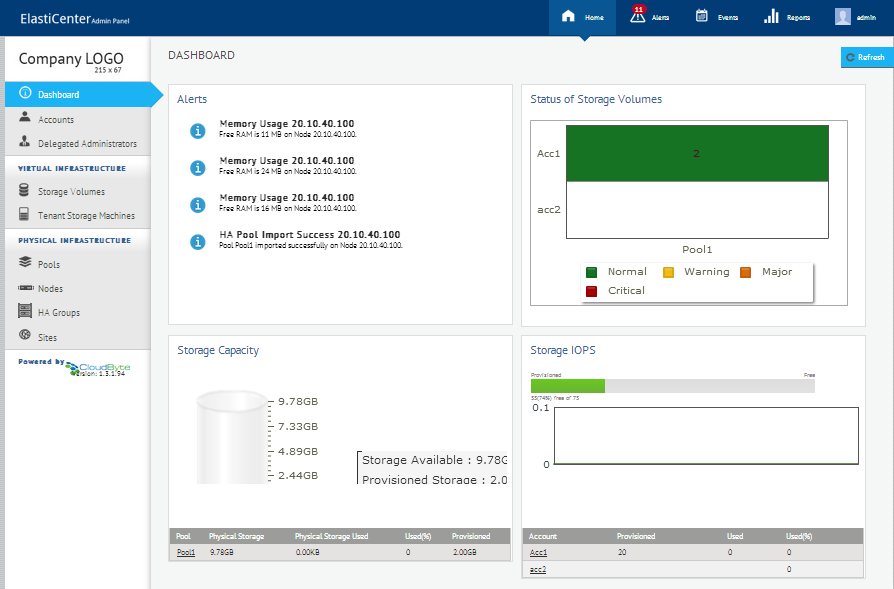 ElastiCenter Admin Panel
Home
11
Alerts
Events
Reports
admin
Company LOGO
215 x 67
Dashboard
Accounts
Delegated Administrators
VIRTUAL INFRASTRUCTURE
Storage Volumes
Tenant Storage Machines
PHYSICAL INFRASTRUCTURE
Pools
Nodes
HA Groups
Sites
Powered by
CloudByte
Version: 1.3.1.94
DASHBOARD
Refresh
Alerts
Memory Usage 20.10.40.100
Free RAM is 11 MB on Node 20.10.40.100.
Memory Usage 20.10.40.100
Free RAM is 24 MB on Node 20.10.40.100.
Memory Usage 20.10.40.100
Free RAM is 16 MB on Node 20.10.40.100.
HA Pool Import Success 20.10.40.100
Pool Pool1 imported successfully on Node 20.10.40.100.
Status of Storage Volumes
Acc1
2
acc2
Pool1
Normal Warning Major
Critical
Storage Capacity
9.78GB
7.33GB
4.89GB
2.44GB
Storage Available : 9.78G
Provisioned Storage : 2.0
Pool Physical Storage Physical Storage Used Used(%) Provisioned
Pool1 9.78GB 0.00KB 0 2.00GB
Storage IOPS
Provisioned Free
55(74%) free of 75
0.1
0
Account Provisioned Used Used(%)
Acc1 20 0 0
acc2 0